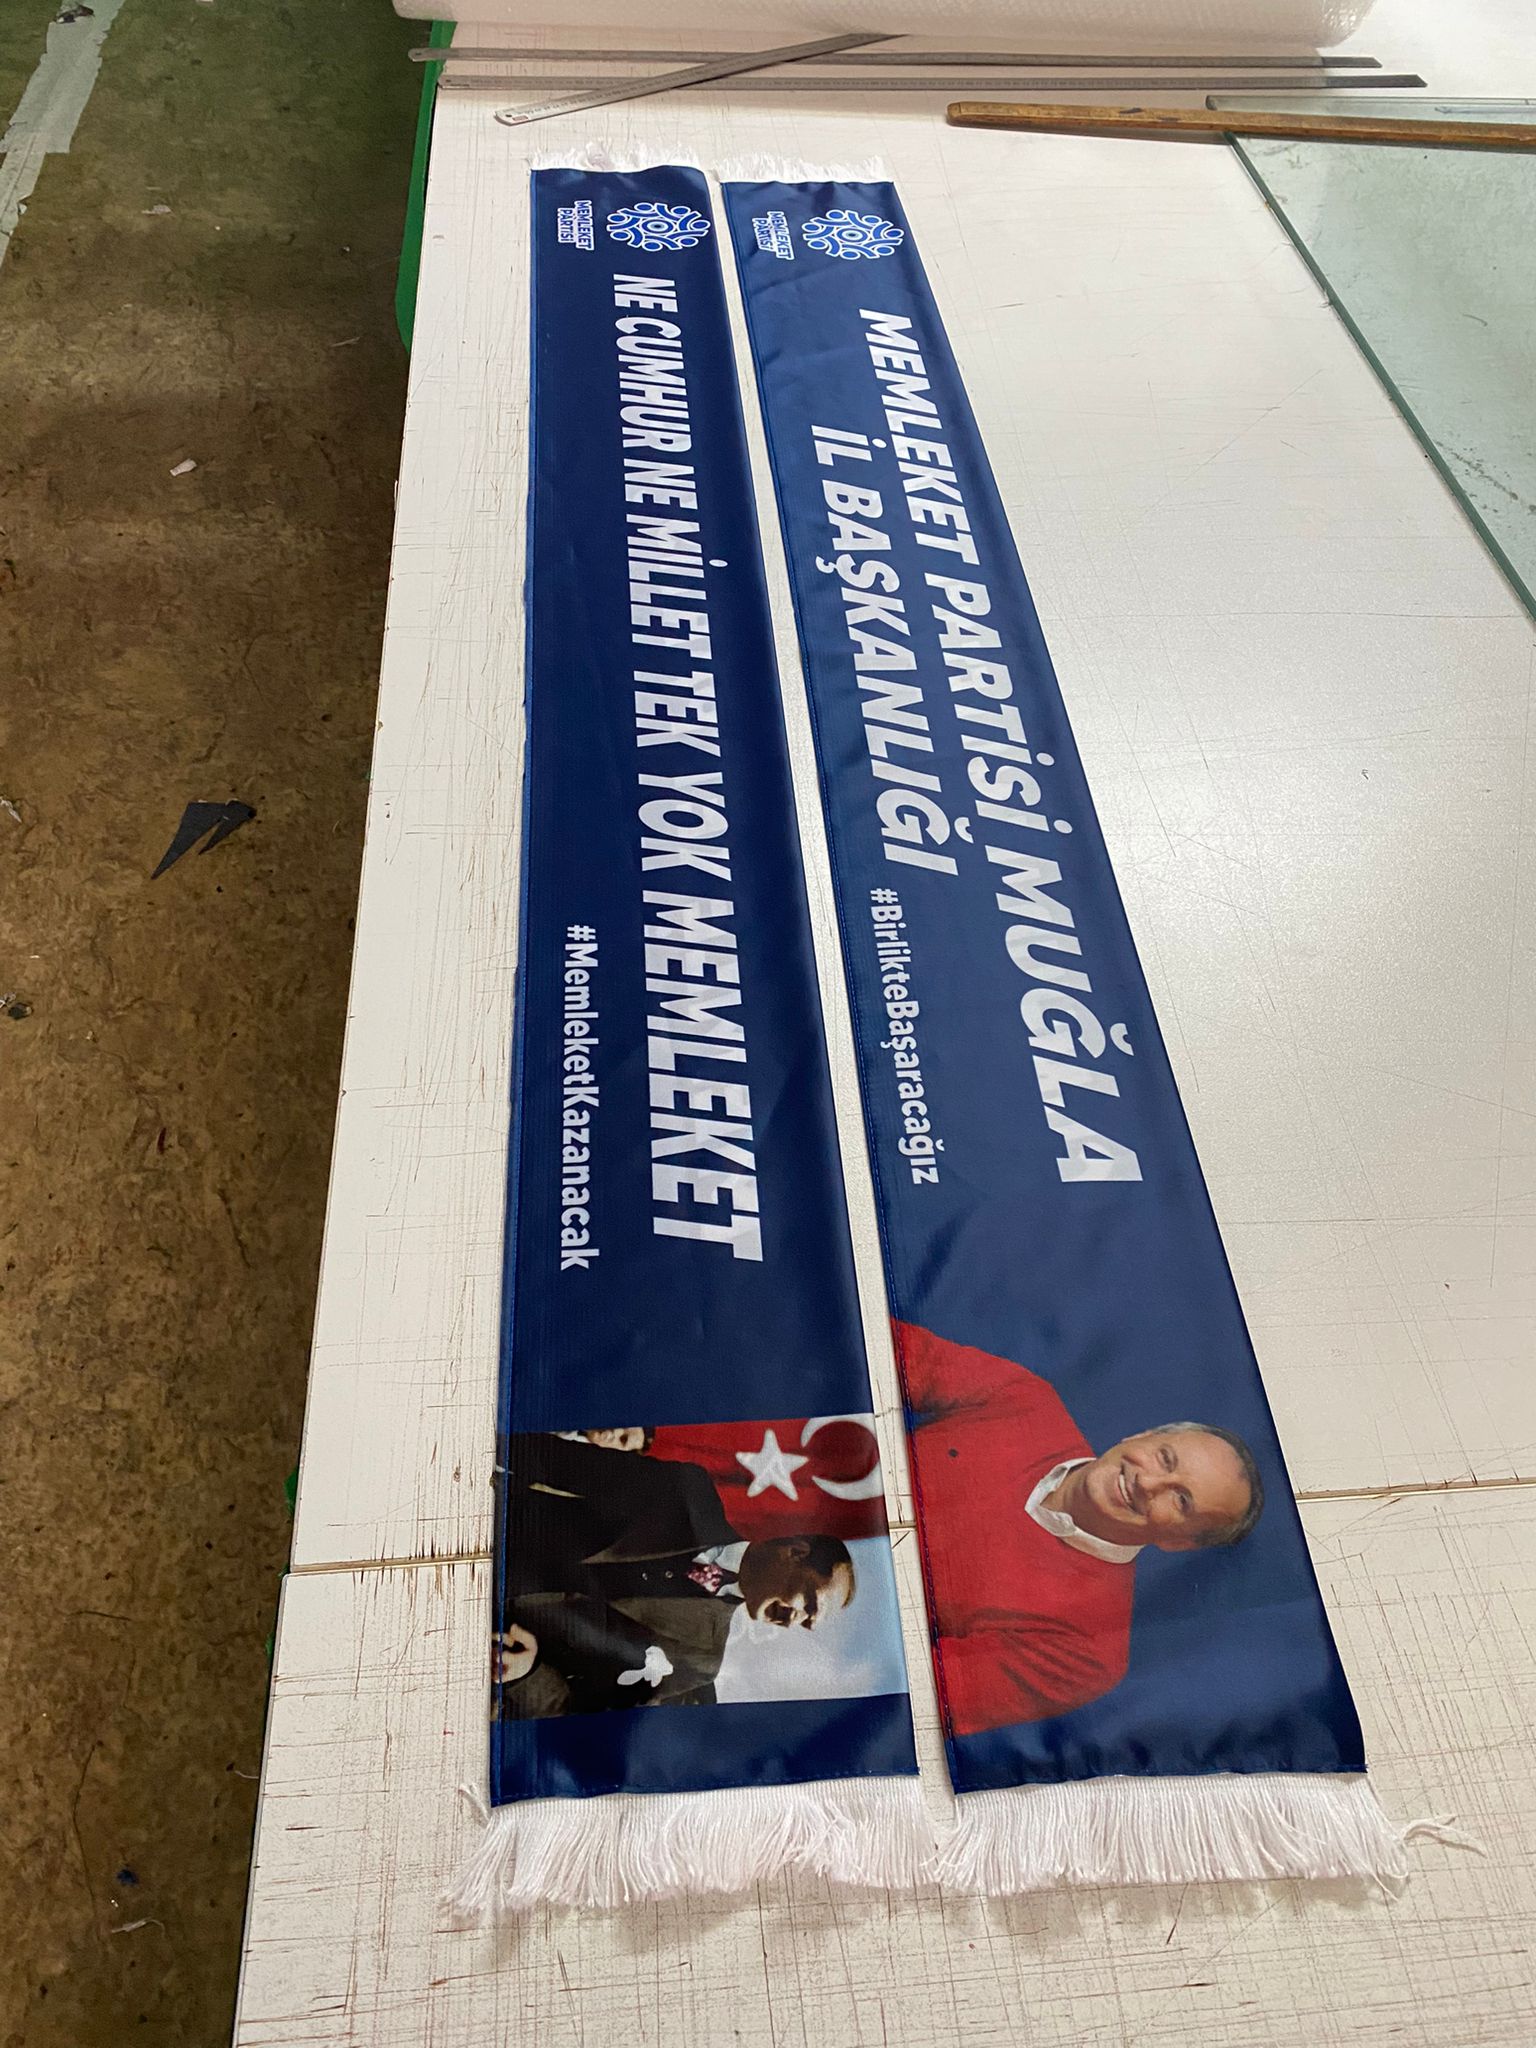 MEMLEKET
PARTİSİ
NE CUMHUR NE MİLLET TEK YOK MEMLEKET
#MemleketKazanacak
MEMLEKET
PARTİSİ
MEMLEKET PARTİSİ MUĞLA
İL BAŞKANLIĞI
#BirlikteBaşaracağız